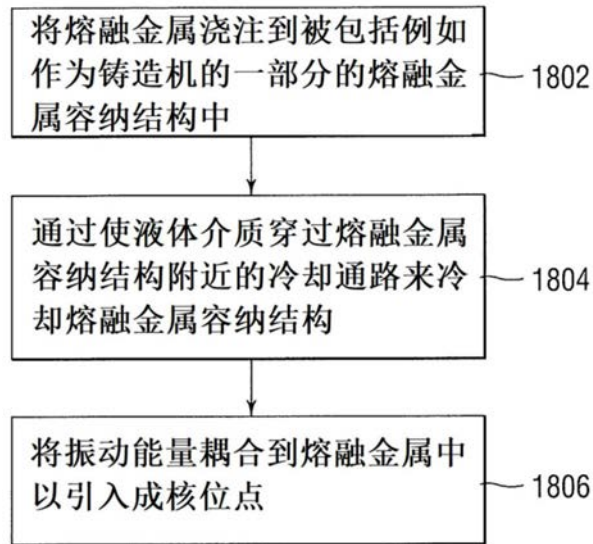 将熔融金属浇注到被包括例如
作为铸造机的一部分的熔融金
属容纳结构中
1802
通过使液体介质穿过熔融金属
容纳结构附近的冷却通路来冷
却熔融金属容纳结构
1804
将振动能量耦合到熔融金属中
以引入成核位点
1806